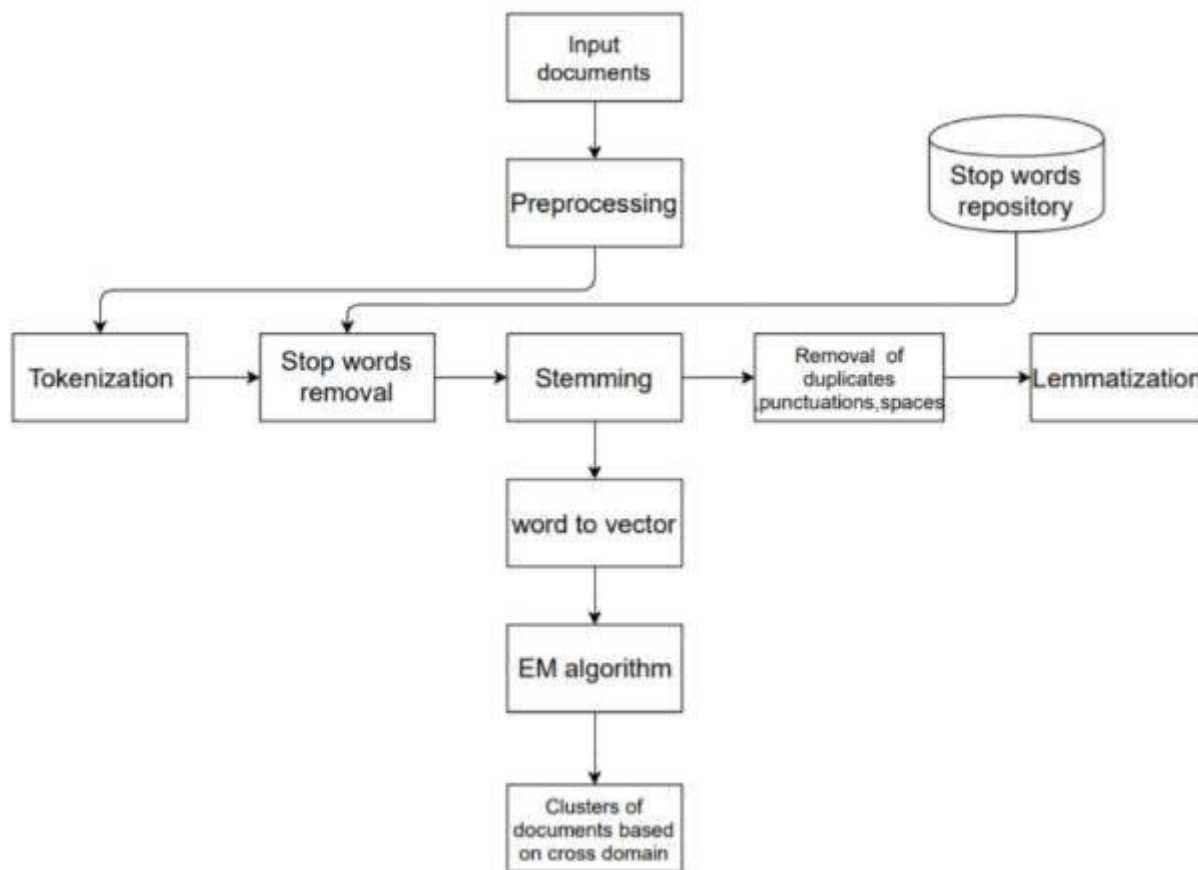 Input
documents
Preprocessing
Stop words
repository
Tokenization
Stop words
removal
Stemming
Removal of
duplicates
,punctuations,spaces
Lemmatization
word to vector
EM algorithm
Clusters of
documents based
on cross domain